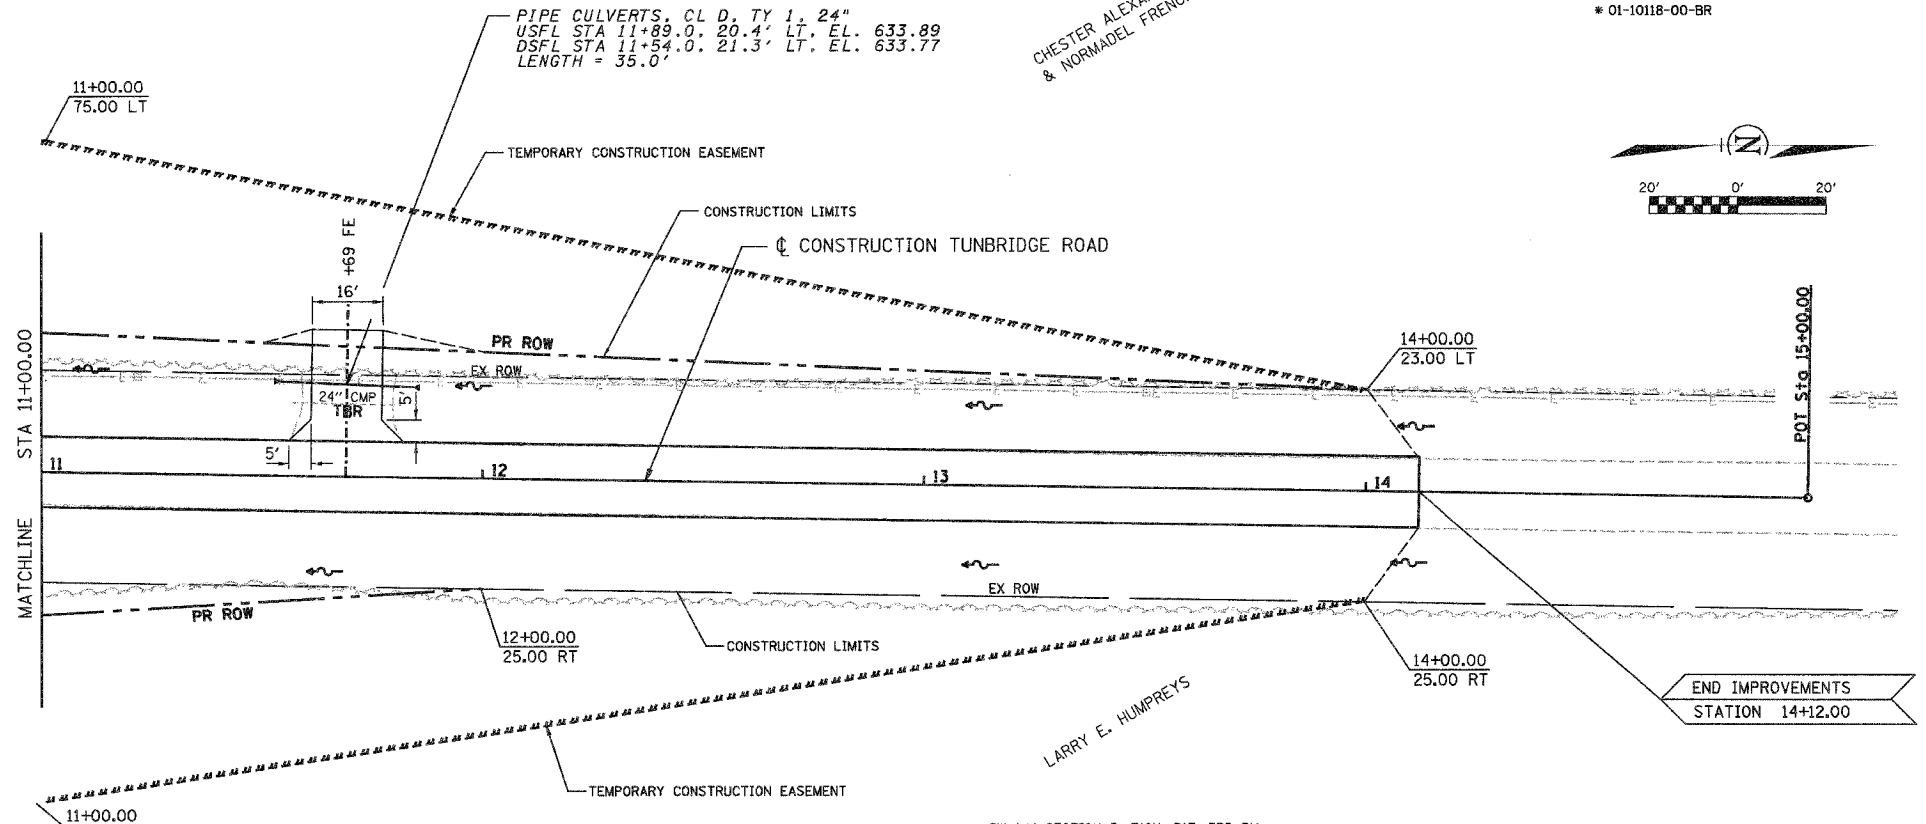 PIPE CULVERTS, CL D, TY 1, 24"
USFL STA 11+89.0, 20.4' LT, EL. 633.89
DSFL STA 11+54.0, 21.3' LT, EL. 633.77
LENGTH = 35.0'
& NORMADEL
* 01-10118-00-BR
CHESTER
11+00.00
75.00 LT
TEMPORARY CONSTRUCTION EASEMENT
N
20' 0' 20'
CONSTRUCTION LIMITS
℄ CONSTRUCTION TUNBRIDGE ROAD
+69 FE
16'
PR ROW
EX ROW
14+00.00
23.00 LT
POT Sta 15+00.00
STA 11+00.00
MATCHLINE
24" CMP
TBR
5'
5'
11
12
13
14
EX ROW
PR ROW
12+00.00
25.00 RT
CONSTRUCTION LIMITS
14+00.00
25.00 RT
END IMPROVEMENTS
STATION 14+12.00
LARRY E. HUMPREYS
TEMPORARY CONSTRUCTION EASEMENT
11+00.00